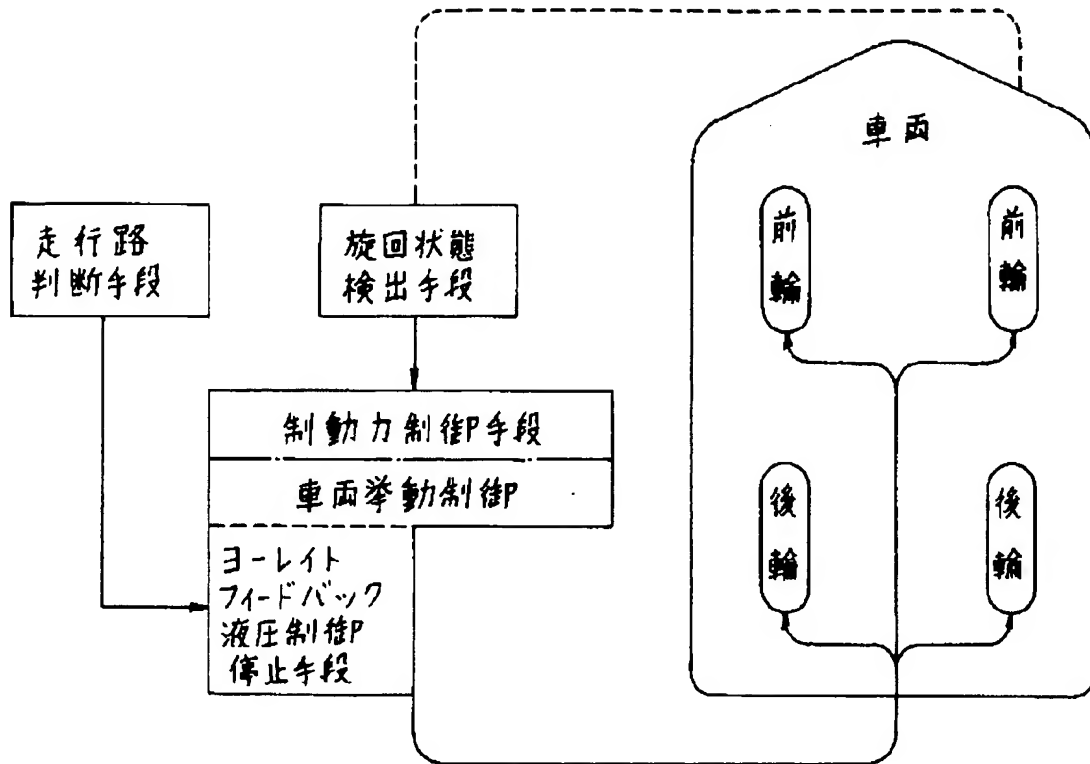 車両
走行路
判断手段
旋回状態
検出手段
前輪
前輪
制動力制御手段
車両挙動制御
後輪
後輪
ヨーレイト
フィードバック
液圧制御
停止手段